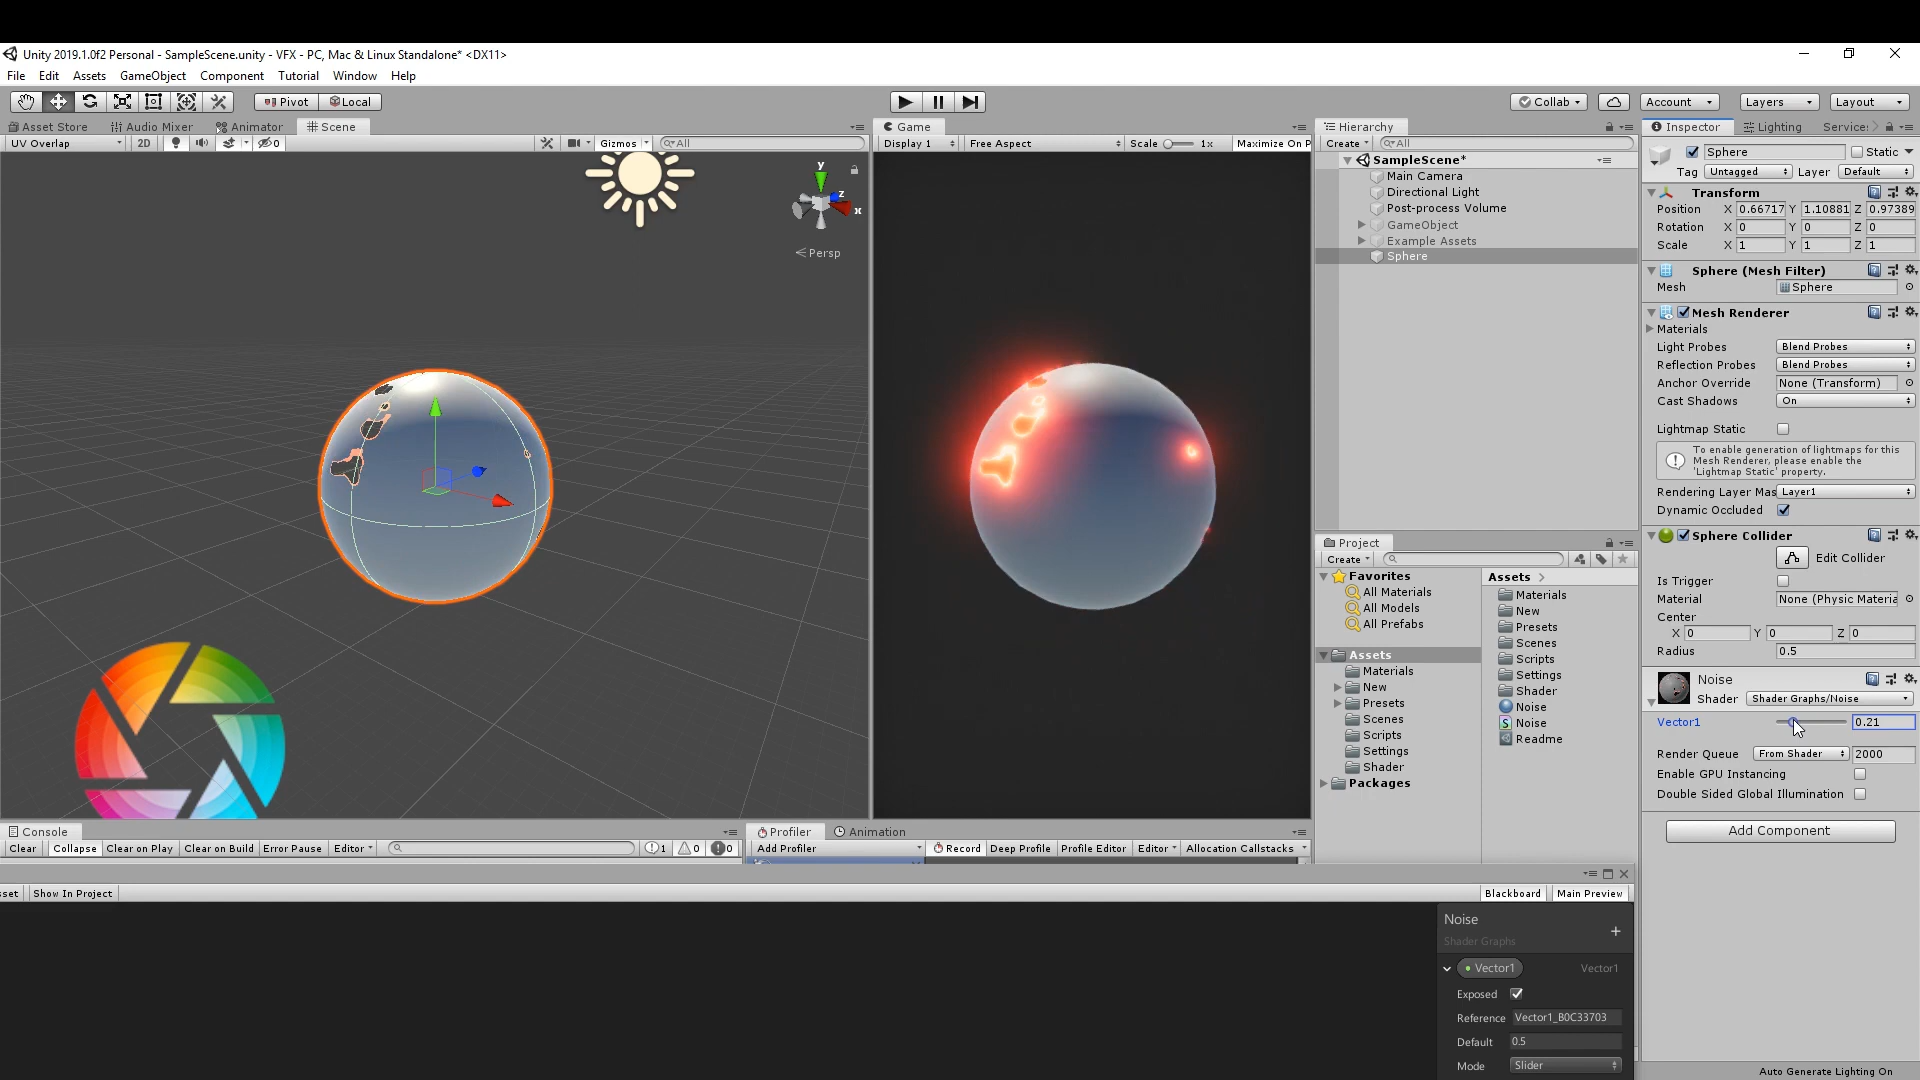 Unity 2019.1.0f2 Personal - SampleScene.unity - VFX - PC, Mac & Linux Standalone* <DX11>
File Edit Assets GameObject Component Tutorial Window Help
Pivot Local
Collab Account Layers Layout
Asset Store Audio Mixer Animator Scene
UV Overlap 2D 0 Gizmos All
y
z
x
Persp
Game
Display 1 Free Aspect Scale 1x Maximize On P
Hierarchy
Create All
SampleScene*
Main Camera
Directional Light
Post-process Volume
GameObject
Example Assets
Sphere
Project
Create
Favorites
All Materials
All Models
All Prefabs
Assets
Materials
New
Presets
Scenes
Scripts
Settings
Shader
Packages
Assets
Materials
New
Presets
Scenes
Scripts
Settings
Shader
Noise
Noise
Readme
Inspector Lighting Service
Sphere Static
Tag Untagged Layer Default
Transform
Position X 0.66717 Y 1.10881 Z 0.97389
Rotation X 0 Y 0 Z 0
Scale X 1 Y 1 Z 1
Sphere (Mesh Filter)
Mesh Sphere
Mesh Renderer
Materials
Light Probes Blend Probes
Reflection Probes Blend Probes
Anchor Override None (Transform)
Cast Shadows On
Lightmap Static
To enable generation of lightmaps for this
Mesh Renderer, please enable the
'Lightmap Static' property.
Rendering Layer Mas Layer1
Dynamic Occluded
Sphere Collider
Edit Collider
Is Trigger
Material None (Physic Materia
Center
X 0 Y 0 Z 0
Radius 0.5
Noise
Shader Shader Graphs/Noise
Vector1 0.21
Render Queue From Shader 2000
Enable GPU Instancing
Double Sided Global Illumination
Add Component
Console
Clear Collapse Clear on Play Clear on Build Error Pause Editor 1 0 0
Profiler Animation
Add Profiler Record Deep Profile Profile Editor Editor Allocation Callstacks
sset Show In Project Blackboard Main Preview
Noise
Shader Graphs
Vector1 Vector1
Exposed
Reference Vector1_B0C33703
Default 0.5
Mode Slider
Auto Generate Lighting On